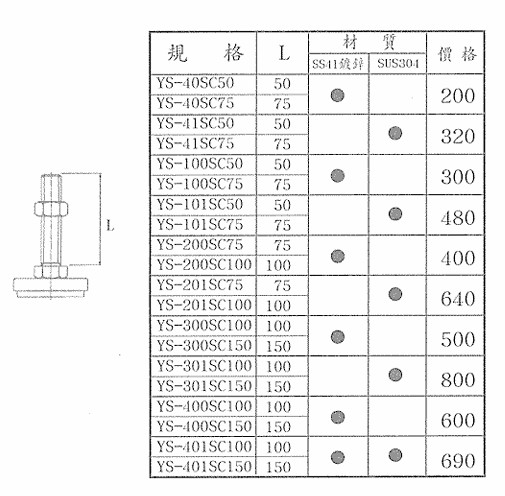 規 格 L 材 質 價 格
SS41鍍鋅 SUS304
YS-40SC50 50
YS-40SC75 75 200
YS-41SC50 50
YS-41SC75 75 320
YS-100SC50 50
YS-100SC75 75 300
YS-101SC50 50
YS-101SC75 75 480
YS-200SC75 75
YS-200SC100 100 400
YS-201SC75 75
YS-201SC100 100 640
YS-300SC100 100
YS-300SC150 150 500
YS-301SC100 100
YS-301SC150 150 800
YS-400SC100 100
YS-400SC150 150 600
YS-401SC100 100
YS-401SC150 150 690
L